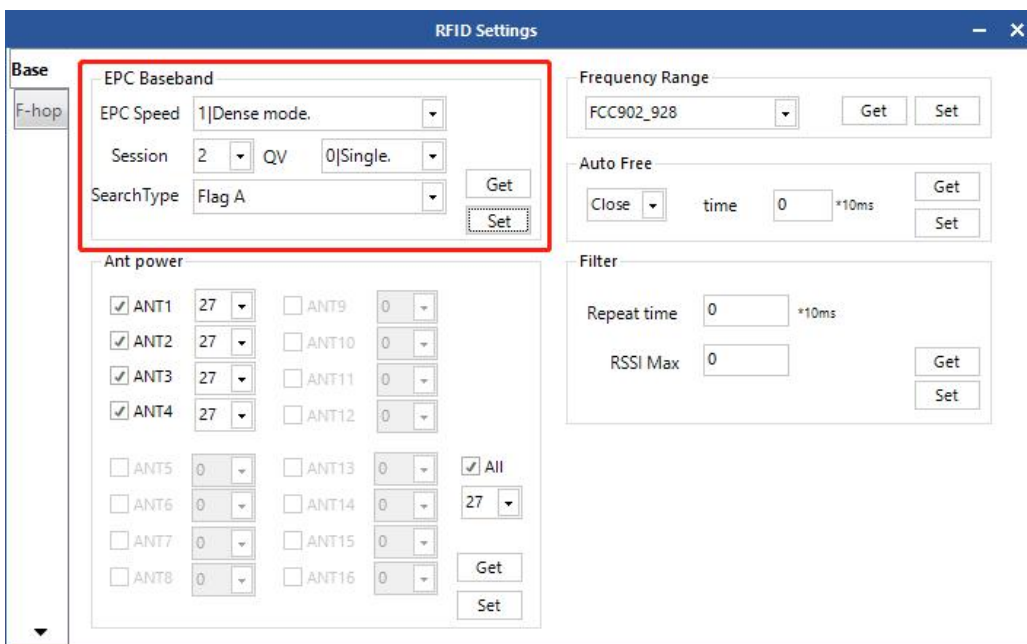 RFID Settings
Base
F-hop
EPC Baseband
EPC Speed 1|Dense mode.
Session 2 QV 0|Single.
SearchType Flag A
Get
Set
Ant power
ANT1 27 ANT9 0
ANT2 27 ANT10 0
ANT3 27 ANT11 0
ANT4 27 ANT12 0
ANT5 0 ANT13 0 All
ANT6 0 ANT14 0 27
ANT7 0 ANT15 0
ANT8 0 ANT16 0
Get
Set
Frequency Range
FCC902_928 Get Set
Auto Free
Close time 0 *10ms
Get
Set
Filter
Repeat time 0 *10ms
RSSI Max 0
Get
Set